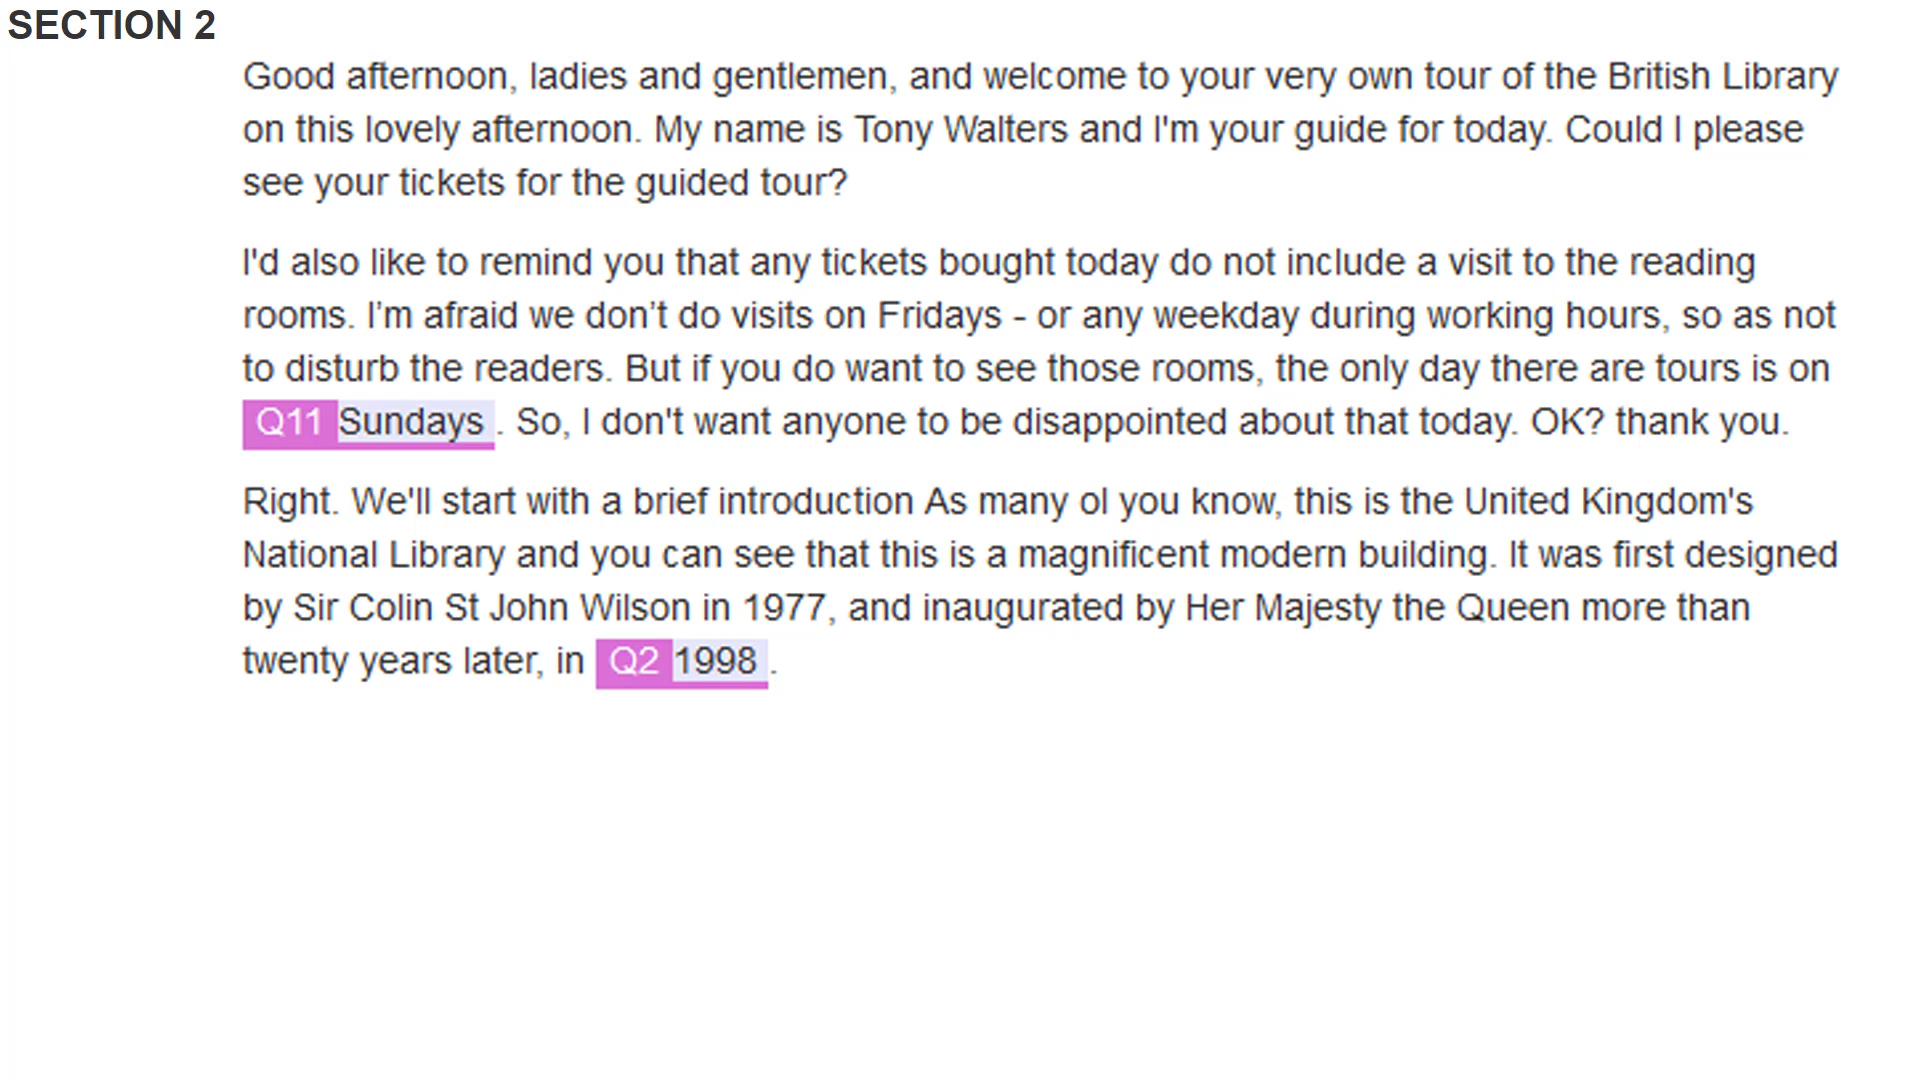 SECTION 2
Good afternoon, ladies and gentlemen, and welcome to your very own tour of the British Library
on this lovely afternoon. My name is Tony Walters and I'm your guide for today. Could I please
see your tickets for the guided tour?
I'd also like to remind you that any tickets bought today do not include a visit to the reading
rooms. I’m afraid we don’t do visits on Fridays - or any weekday during working hours, so as not
to disturb the readers. But if you do want to see those rooms, the only day there are tours is on
Q11 Sundays . So, I don't want anyone to be disappointed about that today. OK? thank you.
Right. We'll start with a brief introduction As many ol you know, this is the United Kingdom's
National Library and you can see that this is a magnificent modern building. It was first designed
by Sir Colin St John Wilson in 1977, and inaugurated by Her Majesty the Queen more than
twenty years later, in Q2 1998 .